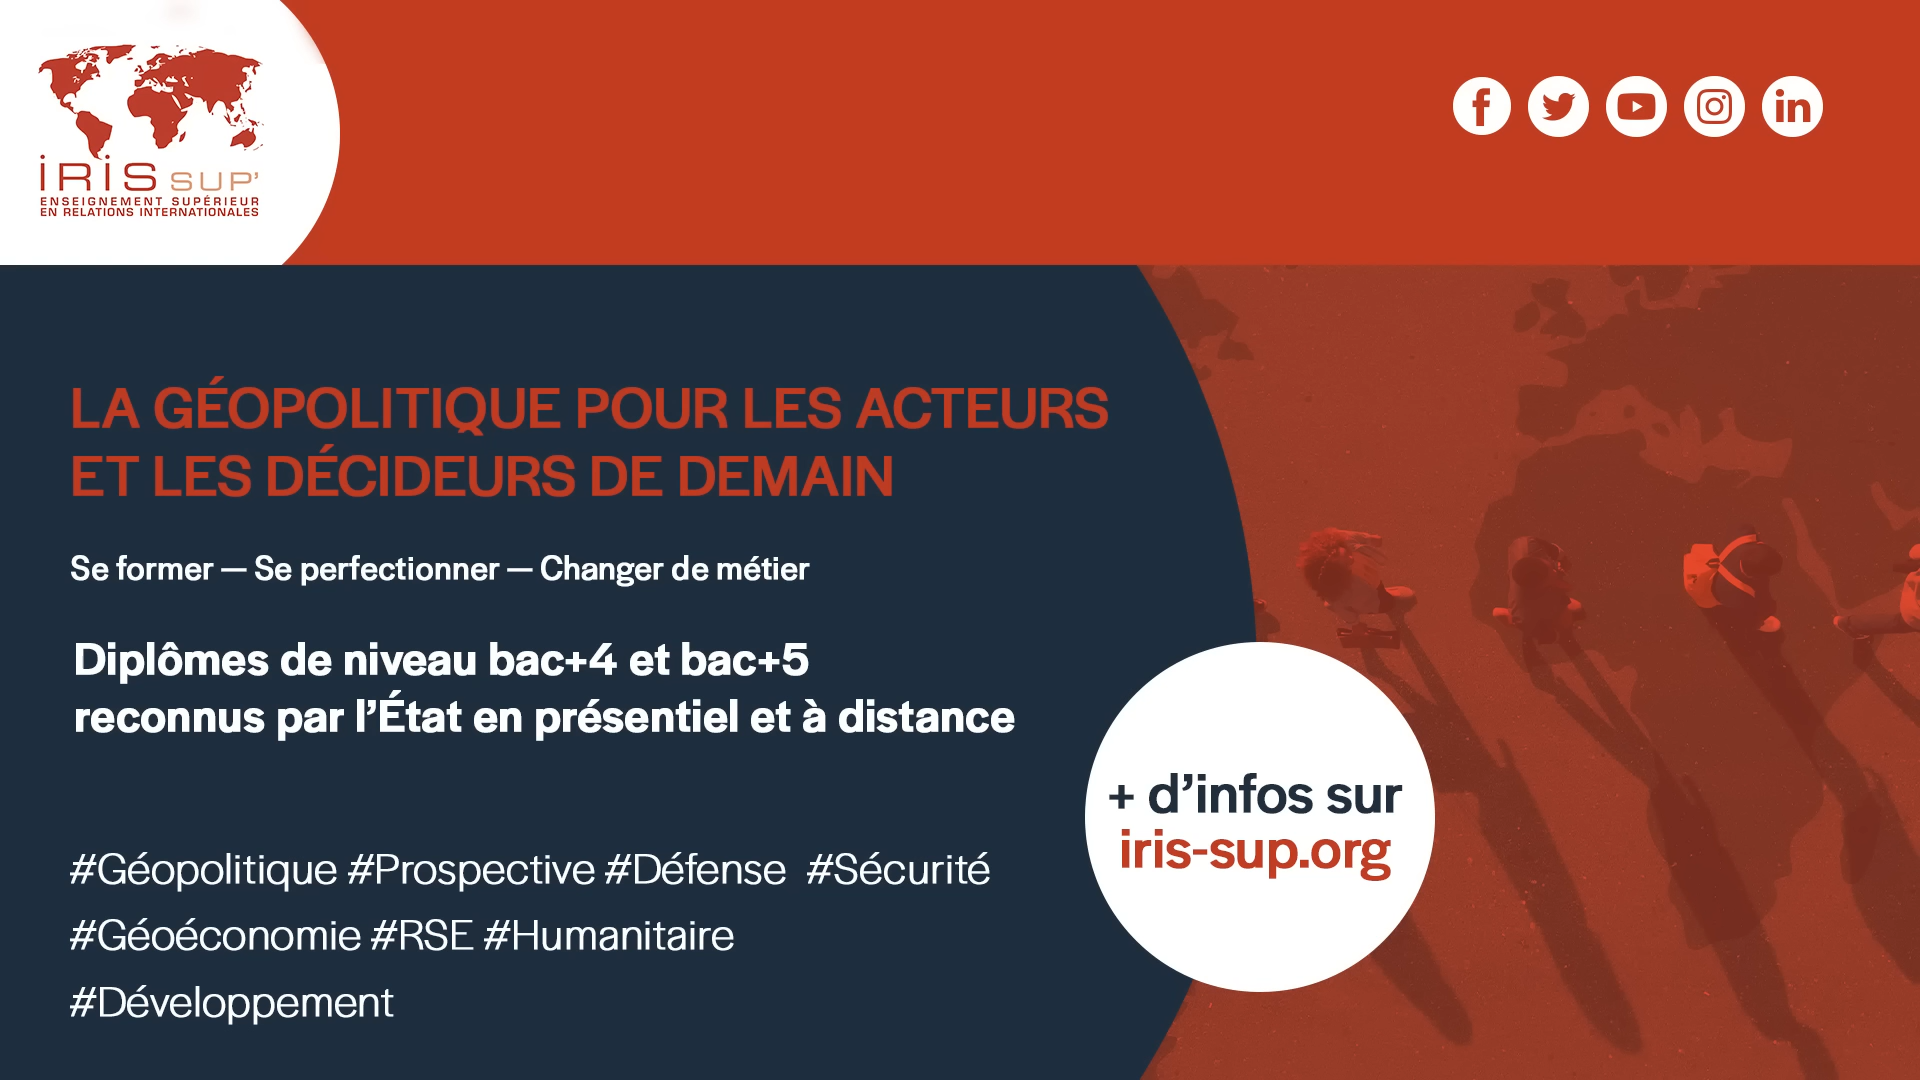 iRiS SUP'
ENSEIGNEMENT SUPÉRIEUR
EN RELATIONS INTERNATIONALES
LA GÉOPOLITIQUE POUR LES ACTEURS
ET LES DÉCIDEURS DE DEMAIN
Se former — Se perfectionner — Changer de métier
Diplômes de niveau bac+4 et bac+5
reconnus par l’État en présentiel et à distance
+ d’infos sur
iris-sup.org
#Géopolitique #Prospective #Défense #Sécurité
#Géoéconomie #RSE #Humanitaire
#Développement